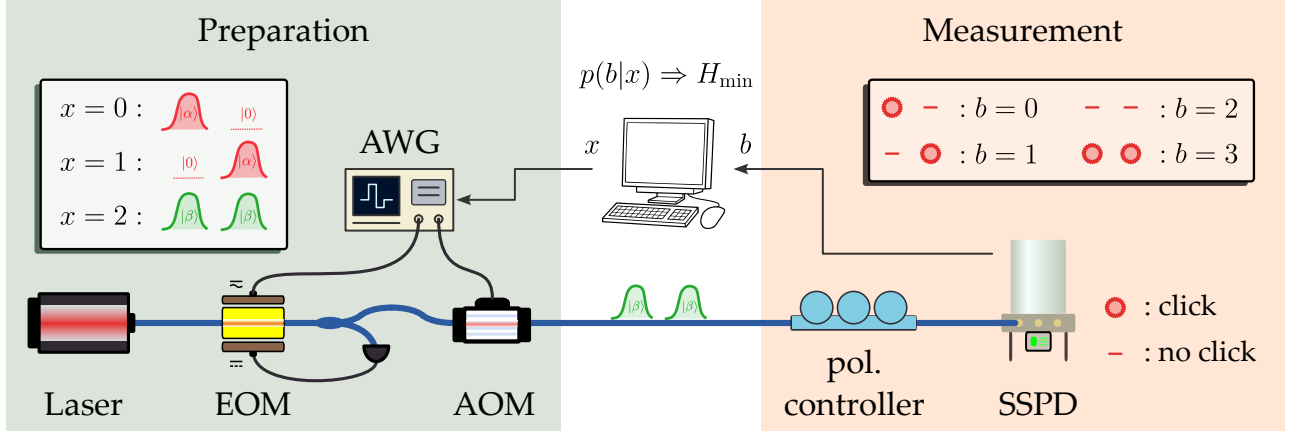 Preparation
Measurement
p(b|x) ⇒ H_min
x = 0 : |α⟩ |0⟩
x = 1 : |0⟩ |α⟩
x = 2 : |β⟩ |β⟩
AWG
x
b
– : b = 0
– – : b = 2
– : b = 1
: b = 3
≂
|β⟩ |β⟩
⎓
: click
– : no click
Laser
EOM
AOM
pol.
controller
SSPD